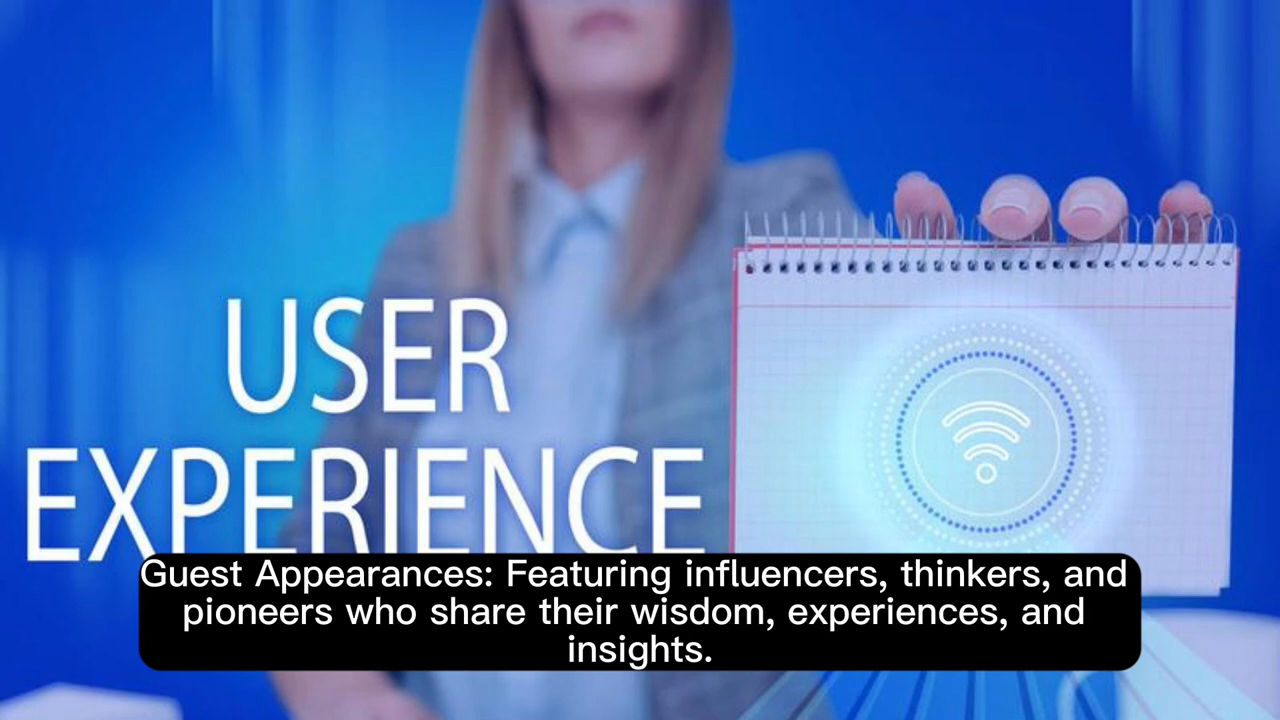 USER
EXPERIENCE
Guest Appearances: Featuring influencers, thinkers, and
pioneers who share their wisdom, experiences, and
insights.